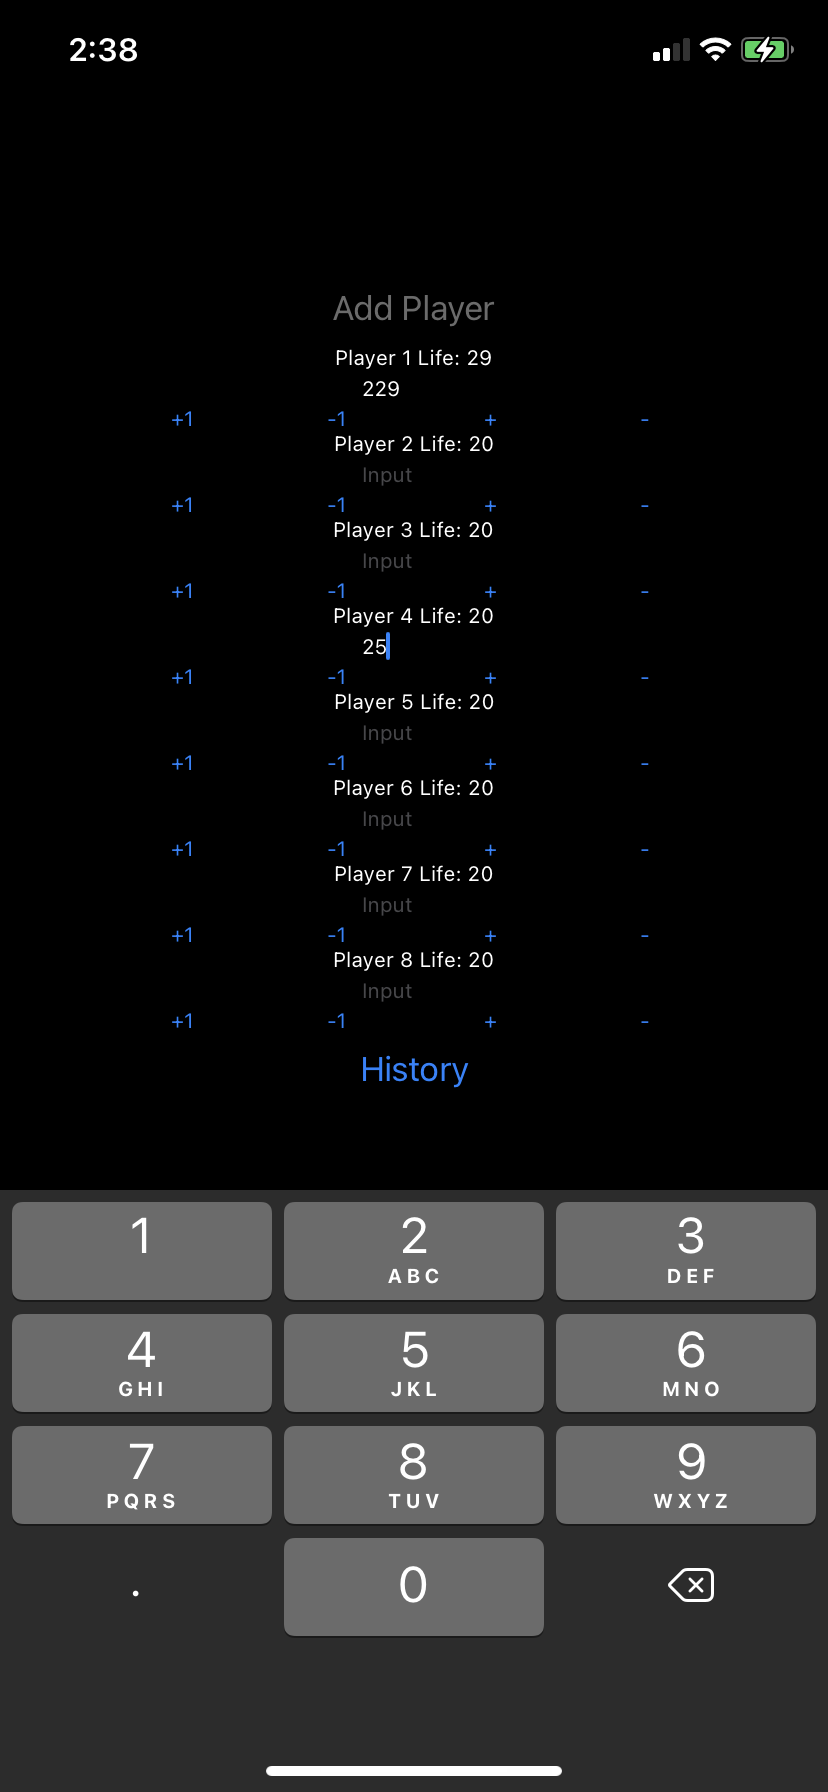 2:38
Add Player
Player 1 Life: 29
229
+1 -1 + -
Player 2 Life: 20
Input
+1 -1 + -
Player 3 Life: 20
Input
+1 -1 + -
Player 4 Life: 20
25
+1 -1 + -
Player 5 Life: 20
Input
+1 -1 + -
Player 6 Life: 20
Input
+1 -1 + -
Player 7 Life: 20
Input
+1 -1 + -
Player 8 Life: 20
Input
+1 -1 + -
History
1 2 3
ABC DEF
4 5 6
GHI JKL MNO
7 8 9
PQRS TUV WXYZ
. 0